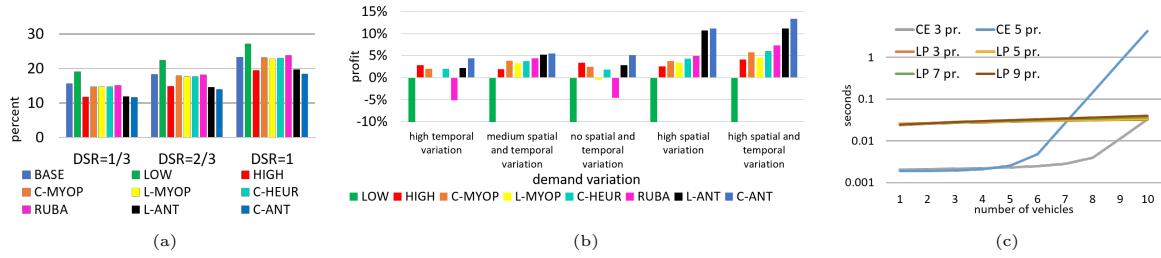 percent
30
20
10
0
DSR=1/3 DSR=2/3 DSR=1
BASE LOW HIGH
C-MYOP L-MYOP C-HEUR
RUBA L-ANT C-ANT
(a)
profit
15%
10%
5%
0%
-5%
-10%
high temporal variation
medium spatial and temporal variation
no spatial and temporal variation
high spatial variation
high spatial and temporal variation
demand variation
LOW HIGH C-MYOP L-MYOP C-HEUR RUBA L-ANT C-ANT
(b)
CE 3 pr. CE 5 pr.
LP 3 pr. LP 5 pr.
LP 7 pr. LP 9 pr.
seconds
1
0.1
0.01
0.001
1 2 3 4 5 6 7 8 9 10
number of vehicles
(c)